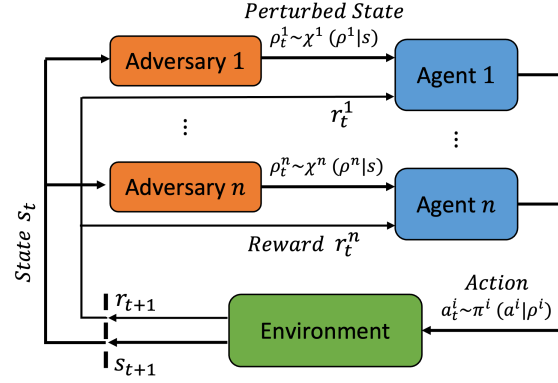 Perturbed State
ρ_t^1~χ^1 (ρ^1|s)
Adversary 1
Agent 1
r_t^1
⋮
⋮
ρ_t^n~χ^n (ρ^n|s)
Adversary n
Agent n
Reward r_t^n
State s_t
Action
a_t^i~π^i (a^i|ρ^i)
r_{t+1}
Environment
s_{t+1}